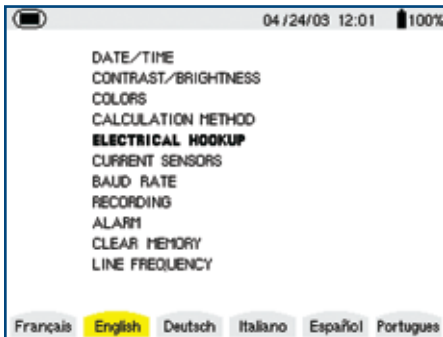 04/24/03 12:01 100%
DATE/TIME
CONTRAST/BRIGHTNESS
COLORS
CALCULATION METHOD
ELECTRICAL HOOKUP
CURRENT SENSORS
BAUD RATE
RECORDING
ALARM
CLEAR MEMORY
LINE FREQUENCY
Français English Deutsch Italiano Español Portugues